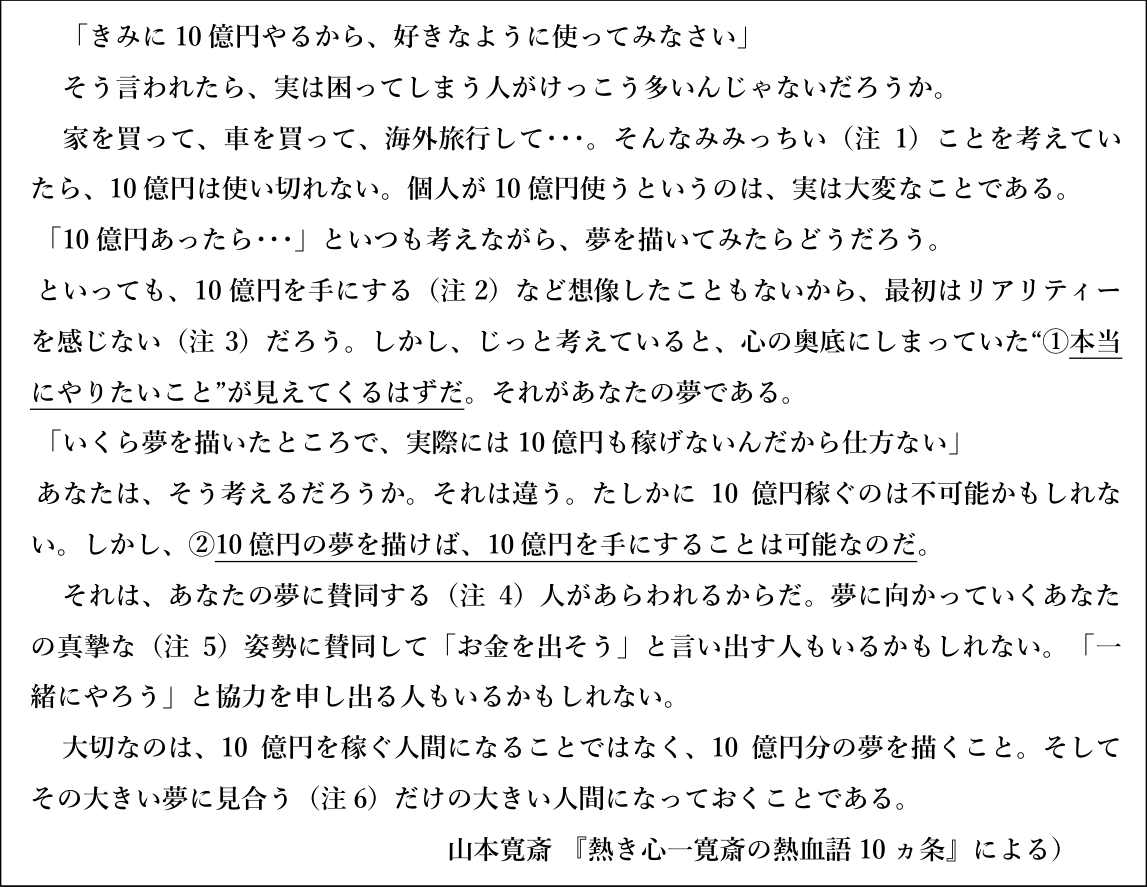 「きみに 10 億円やるから、好きなように使ってみなさい」
そう言われたら、実は困ってしまう人がけっこう多いんじゃないだろうか。
家を買って、車を買って、海外旅行して･･･。そんなみみっちい（注 1）ことを考えてい
たら、10 億円は使い切れない。個人が 10 億円使うというのは、実は大変なことである。
「10 億円あったら･･･」といつも考えながら、夢を描いてみたらどうだろう。
といっても、10 億円を手にする（注 2）など想像したこともないから、最初はリアリティー
を感じない（注 3）だろう。しかし、じっと考えていると、心の奥底にしまっていた“①本当
にやりたいこと”が見えてくるはずだ。それがあなたの夢である。
「いくら夢を描いたところで、実際には 10 億円も稼げないんだから仕方ない」
あなたは、そう考えるだろうか。それは違う。たしかに 10 億円稼ぐのは不可能かもしれな
い。しかし、②10 億円の夢を描けば、10 億円を手にすることは可能なのだ。
それは、あなたの夢に賛同する（注 4）人があらわれるからだ。夢に向かっていくあなた
の真摯な（注 5）姿勢に賛同して「お金を出そう」と言い出す人もいるかもしれない。「一
緒にやろう」と協力を申し出る人もいるかもしれない。
大切なのは、10 億円を稼ぐ人間になることではなく、10 億円分の夢を描くこと。そして
その大きい夢に見合う（注 6）だけの大きい人間になっておくことである。
山本寛斎 『熱き心一寛斎の熱血語 10 ヵ条』による）